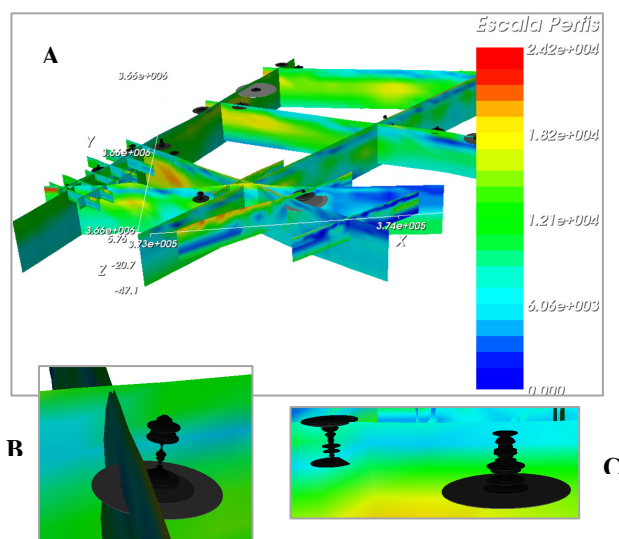 A
Escala Perfis
2.42e+004
1.82e+004
1.21e+004
6.06e+003
0.000
3.66e+006
Y
3.66e+006
3.66e+006
5.76
3.73e+005
3.74e+005
X
Z
-20.7
-47.1
B
C